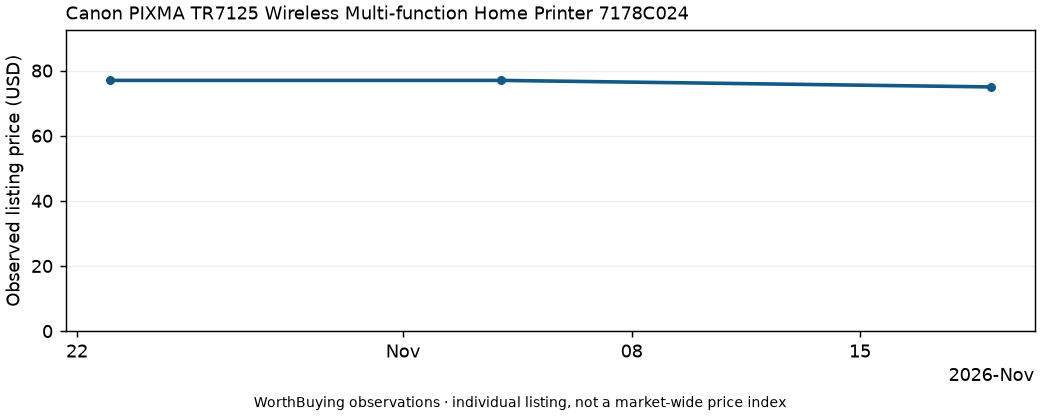 Canon PIXMA TR7125 Wireless Multi-function Home Printer 7178C024
Observed listing price (USD)
80
60
40
20
0
22
Nov
08
15
2026-Nov
WorthBuying observations · individual listing, not a market-wide price index